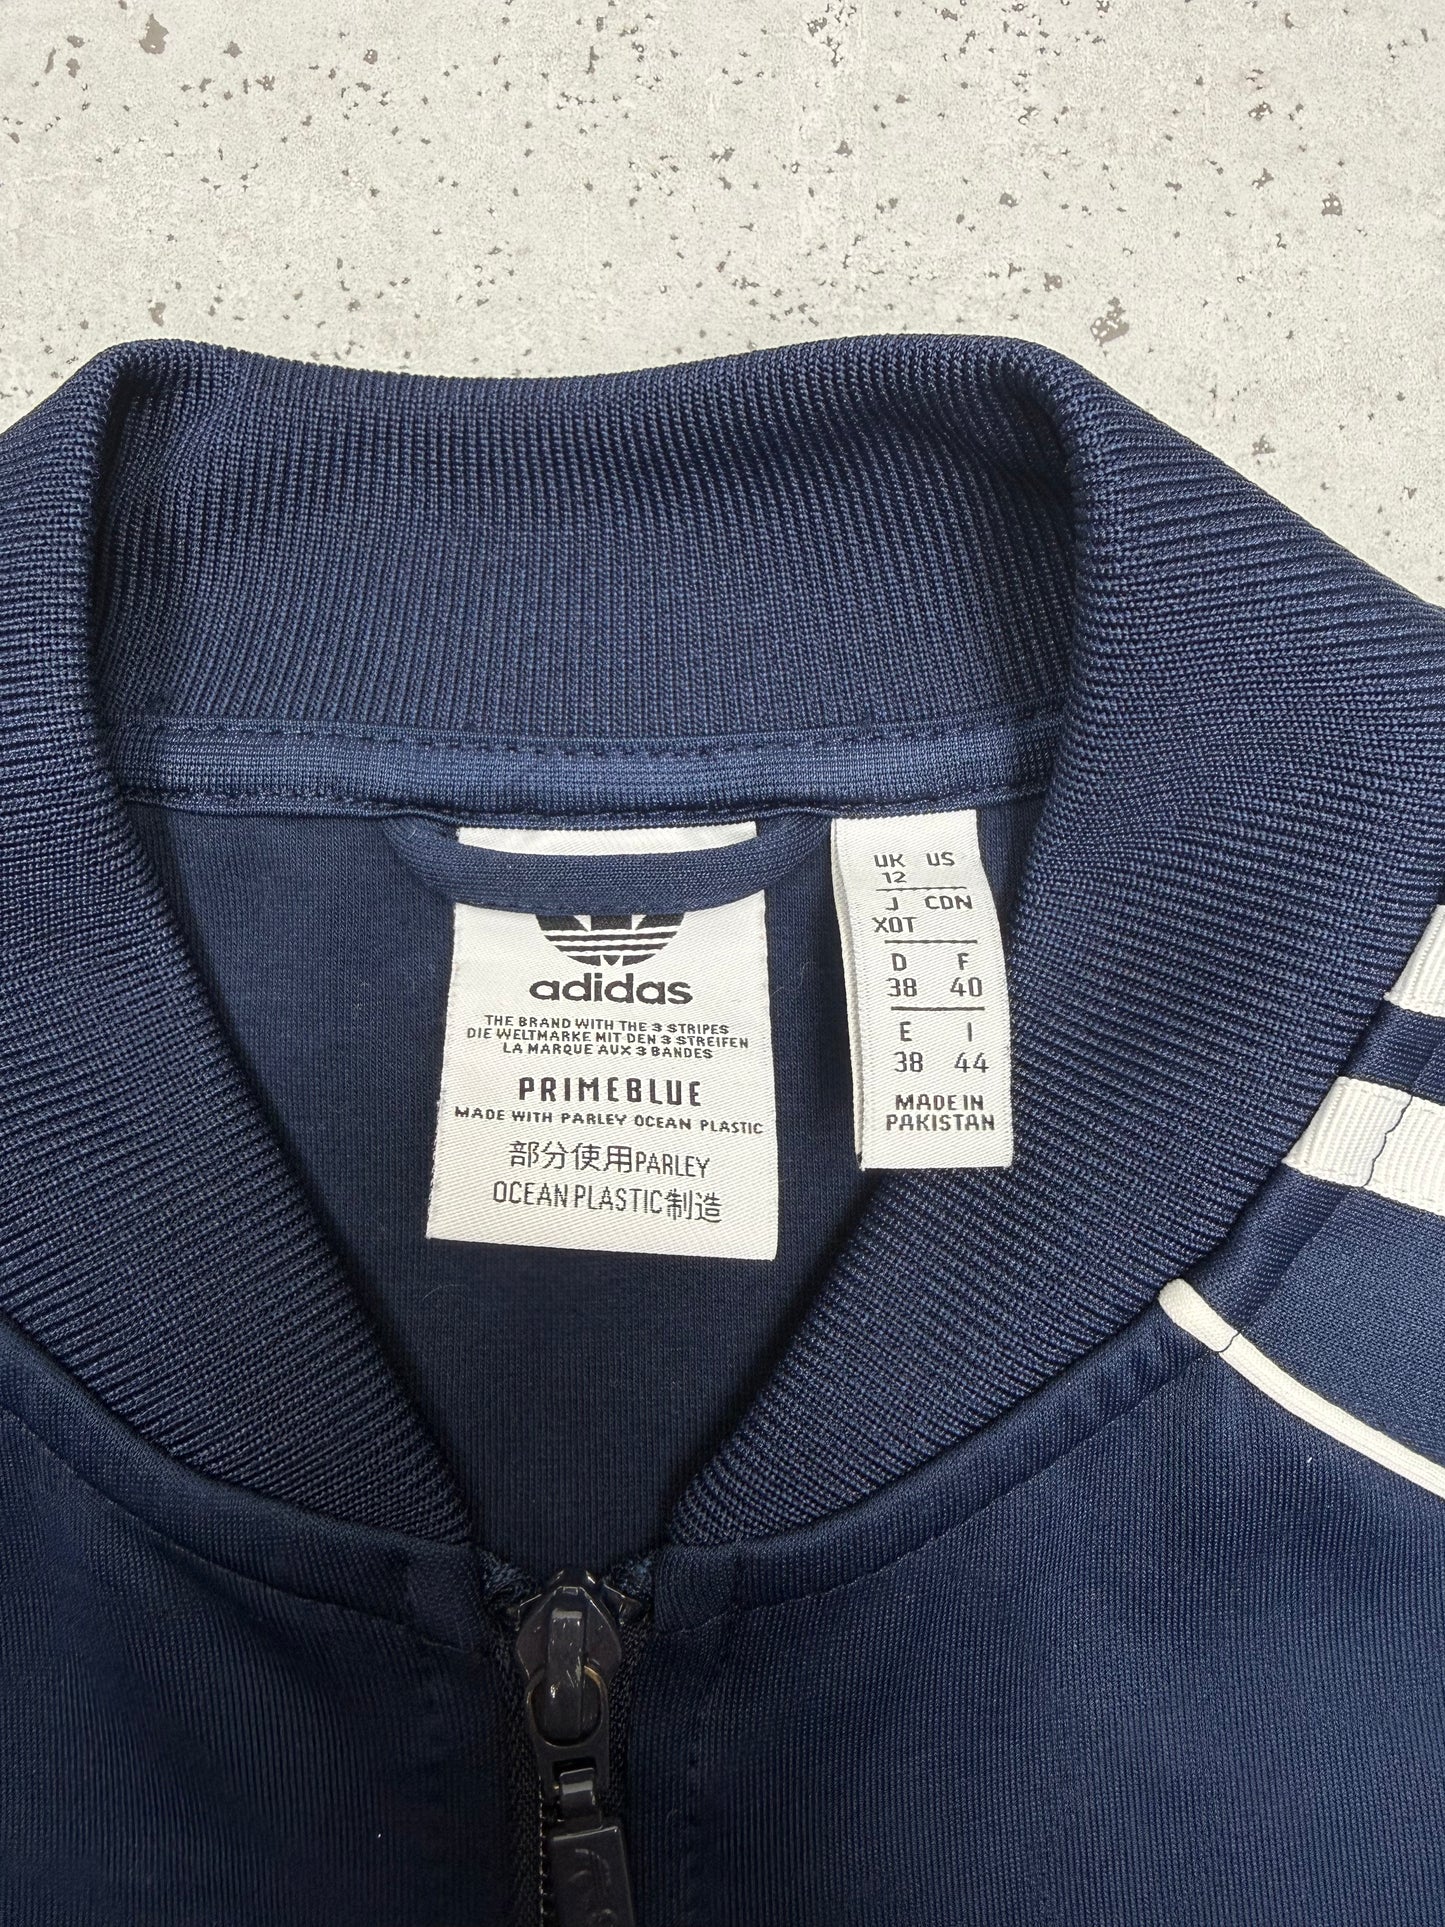 adidas
THE BRAND WITH THE 3 STRIPES
DIE WELTMARKE MIT DEN 3 STREIFEN
LA MARQUE AUX 3 BANDES
PRIMEBLUE
MADE WITH PARLEY OCEAN PLASTIC
部分使用PARLEY
OCEAN PLASTIC制造
UK US
12
J CDN
XOT
D F
38 40
E I
38 44
MADE IN
PAKISTAN